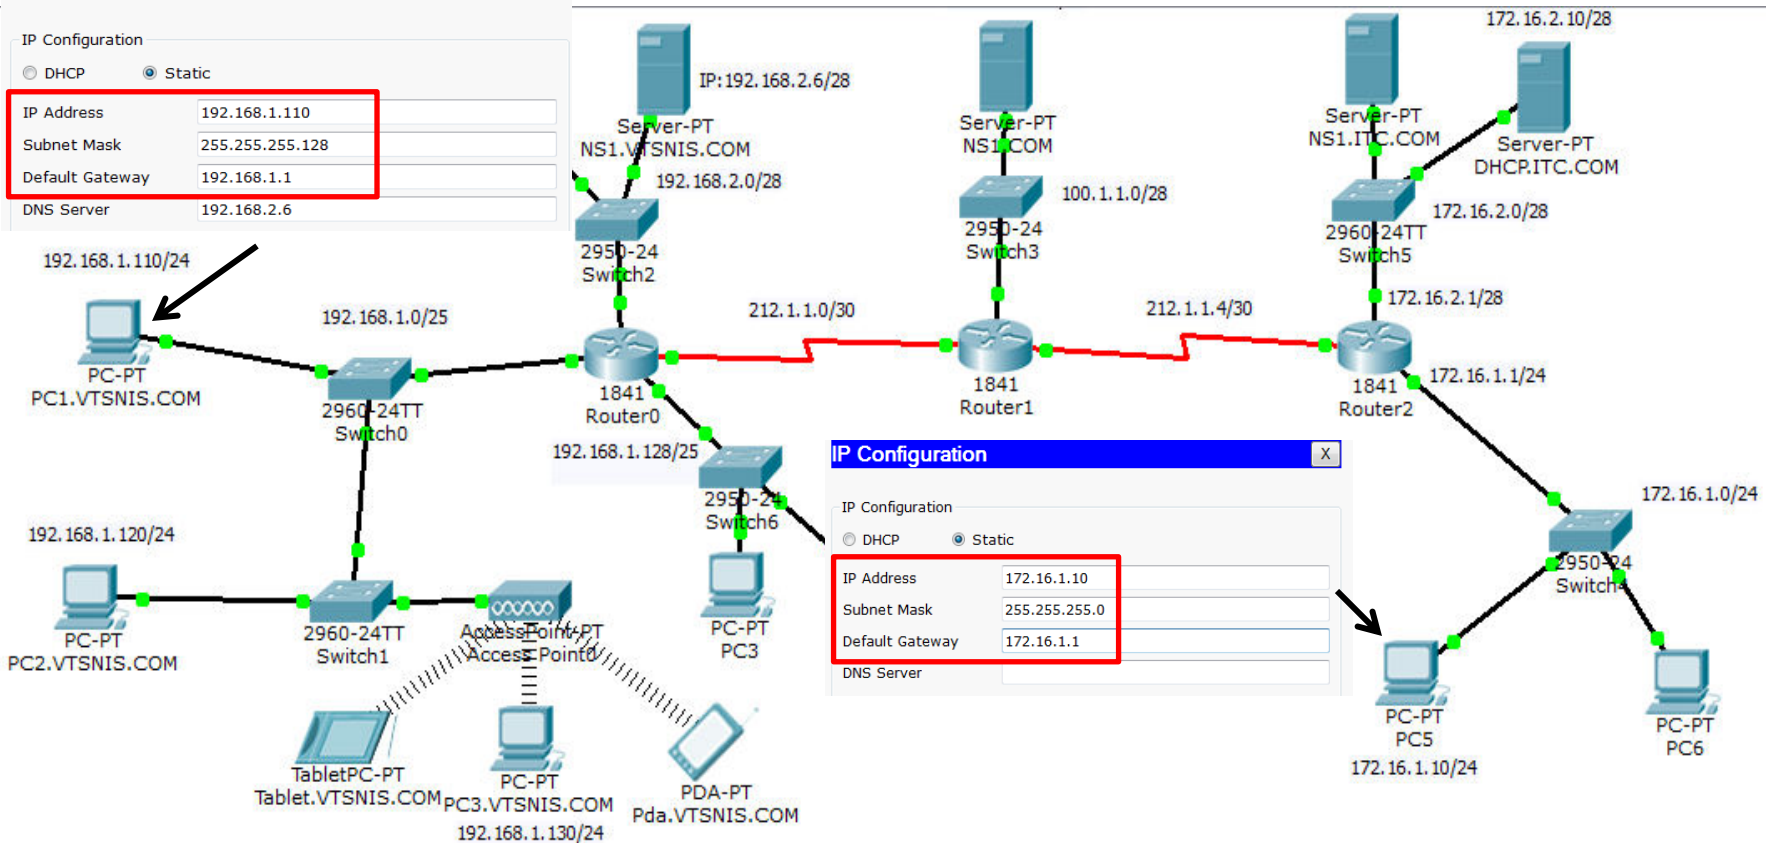 IP Configuration
DHCP
Static
IP Address
192.168.1.110
Subnet Mask
255.255.255.128
Default Gateway
192.168.1.1
DNS Server
192.168.2.6
IP:192.168.2.6/28
Server-PT
NS1.VTSNIS.COM
192.168.2.0/28
2950-24
Switch2
Server-PT
NS1.COM
100.1.1.0/28
2950-24
Switch3
172.16.2.10/28
Server-PT
NS1.ITC.COM
Server-PT
DHCP.ITC.COM
172.16.2.0/28
2960-24TT
Switch5
172.16.2.1/28
192.168.1.110/24
PC-PT
PC1.VTSNIS.COM
192.168.1.0/25
2960-24TT
Switch0
1841
Router0
212.1.1.0/30
1841
Router1
212.1.1.4/30
1841
Router2
172.16.1.1/24
192.168.1.128/25
2950-24
Switch6
PC-PT
PC3
172.16.1.0/24
2950-24
Switch4
192.168.1.120/24
PC-PT
PC2.VTSNIS.COM
2960-24TT
Switch1
AccessPoint-PT
Access Point0
TabletPC-PT
Tablet.VTSNIS.COM
PC-PT
PC3.VTSNIS.COM
192.168.1.130/24
PDA-PT
Pda.VTSNIS.COM
IP Configuration
X
IP Configuration
DHCP
Static
IP Address
172.16.1.10
Subnet Mask
255.255.255.0
Default Gateway
172.16.1.1
DNS Server
PC-PT
PC5
172.16.1.10/24
PC-PT
PC6